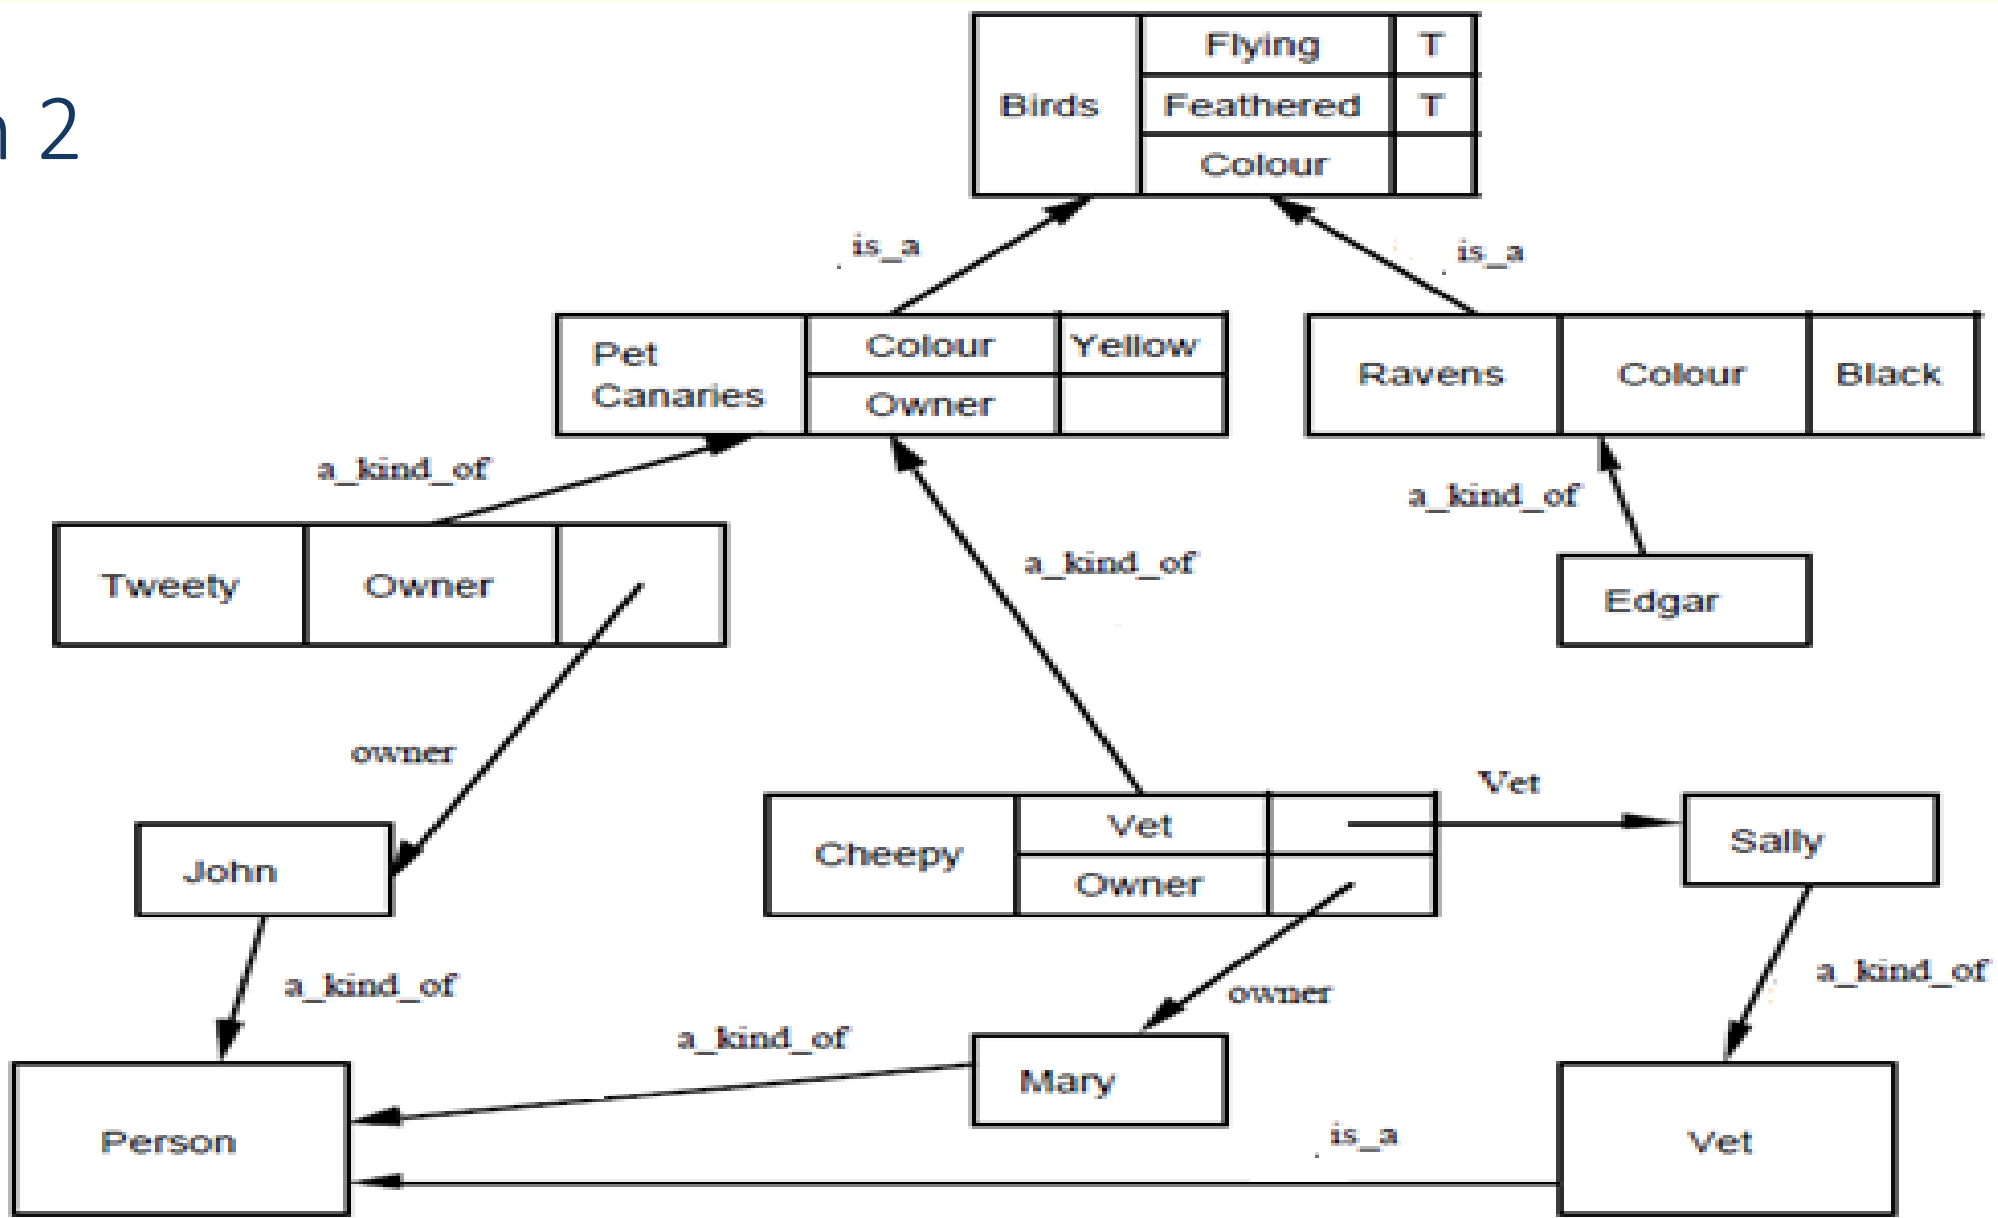 n 2
Birds
Flying T
Feathered T
Colour
is_a
is_a
Pet
Canaries
Colour Yellow
Owner
Ravens Colour Black
a_kind_of
a_kind_of
a_kind_of
Tweety Owner
Edgar
owner
Vet
Cheepy
Vet
Owner
Sally
John
a_kind_of
owner
a_kind_of
a_kind_of
Mary
Person
is_a
Vet